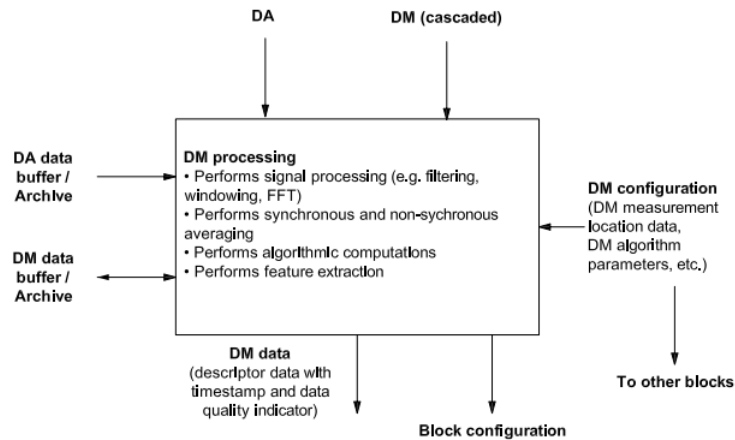 DA
DM (cascaded)
DA data
buffer /
Archive
DM processing
• Performs signal processing (e.g. filtering,
windowing, FFT)
• Performs synchronous and non-sychronous
averaging
• Performs algorithmic computations
• Performs feature extraction
DM configuration
(DM measurement
location data,
DM algorithm
parameters, etc.)
DM data
buffer /
Archive
DM data
(descriptor data with
timestamp and data
quality indicator)
Block configuration
To other blocks